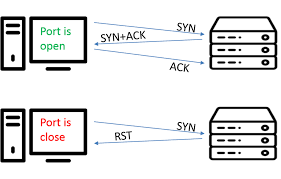 Port is
open
SYN
SYN+ACK
ACK
Port is
close
SYN
RST